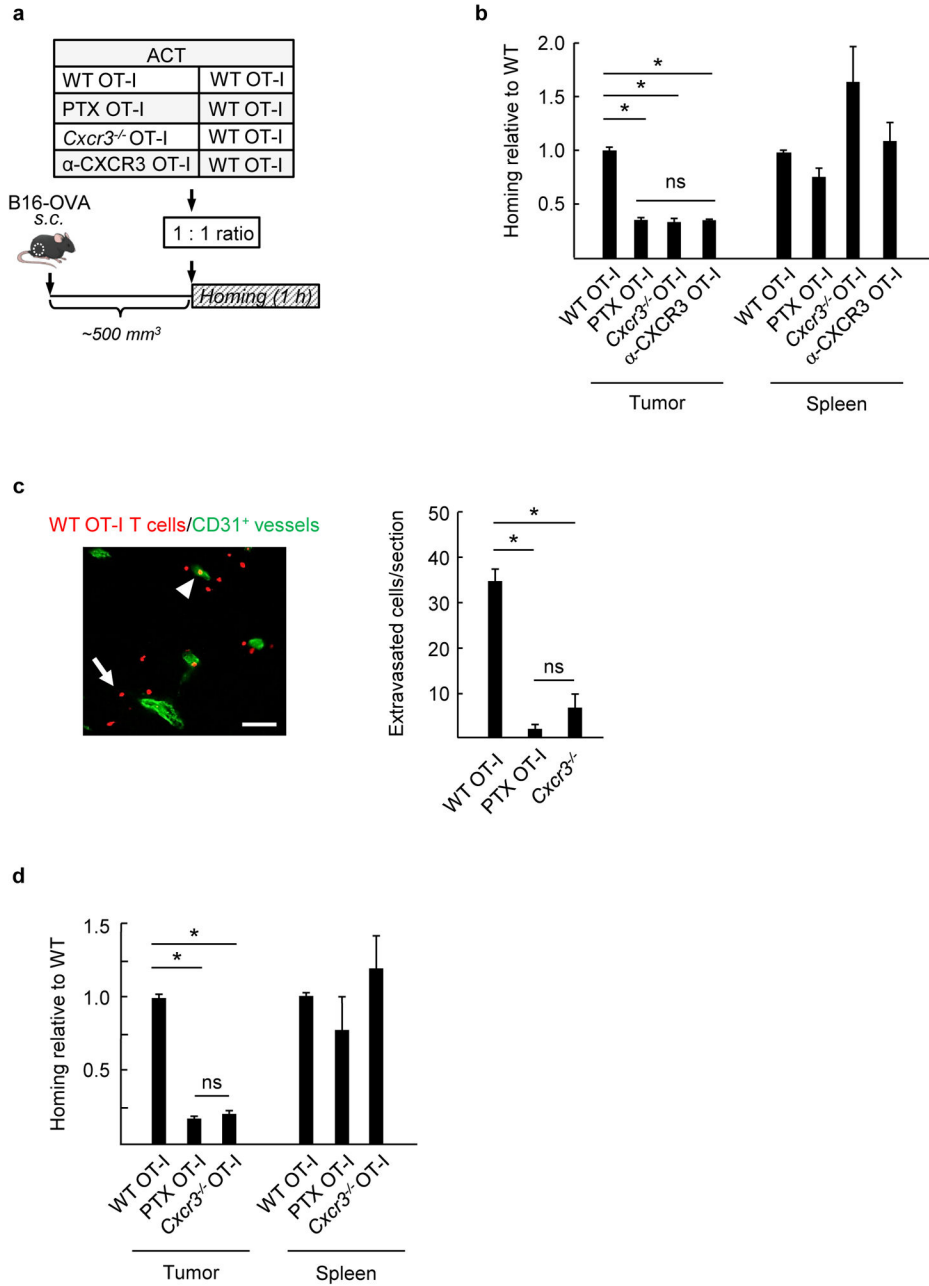 a
ACT
WT OT-I WT OT-I
PTX OT-I WT OT-I
Cxcr3-/- OT-I WT OT-I
α-CXCR3 OT-I WT OT-I
B16-OVA
s.c.
1 : 1 ratio
Homing (1 h)
~500 mm³
b
Homing relative to WT
2.0
1.5
1.0
0.5
*
*
*
ns
WT OT-I
PTX OT-I
Cxcr3-/- OT-I
α-CXCR3 OT-I
WT OT-I
PTX OT-I
Cxcr3-/- OT-I
α-CXCR3 OT-I
Tumor
Spleen
c
WT OT-I T cells/CD31⁺ vessels
Extravasated cells/section
50
40
30
20
10
*
*
ns
WT OT-I
PTX OT-I
Cxcr3-/-
d
Homing relative to WT
1.5
1.0
0.5
*
*
ns
WT OT-I
PTX OT-I
Cxcr3-/- OT-I
WT OT-I
PTX OT-I
Cxcr3-/- OT-I
Tumor
Spleen